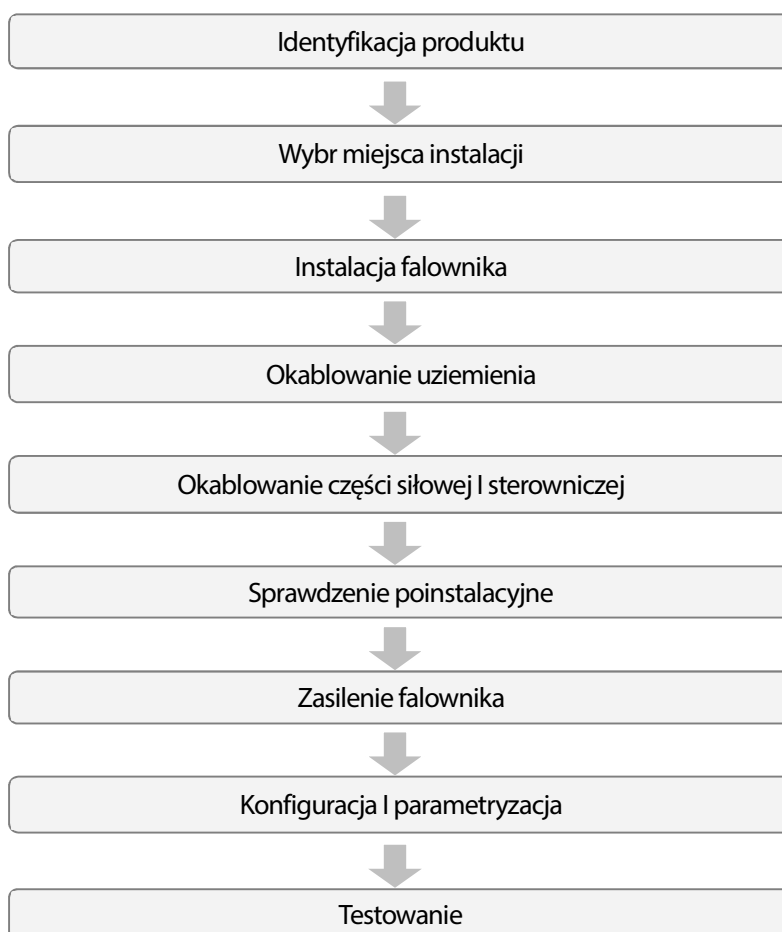 Identyfikacja produktu
Wybr miejsca instalacji
Instalacja falownika
Okablowanie uziemienia
Okablowanie części siłowej I sterowniczej
Sprawdzenie poinstalacyjne
Zasilenie falownika
Konfiguracja I parametryzacja
Testowanie